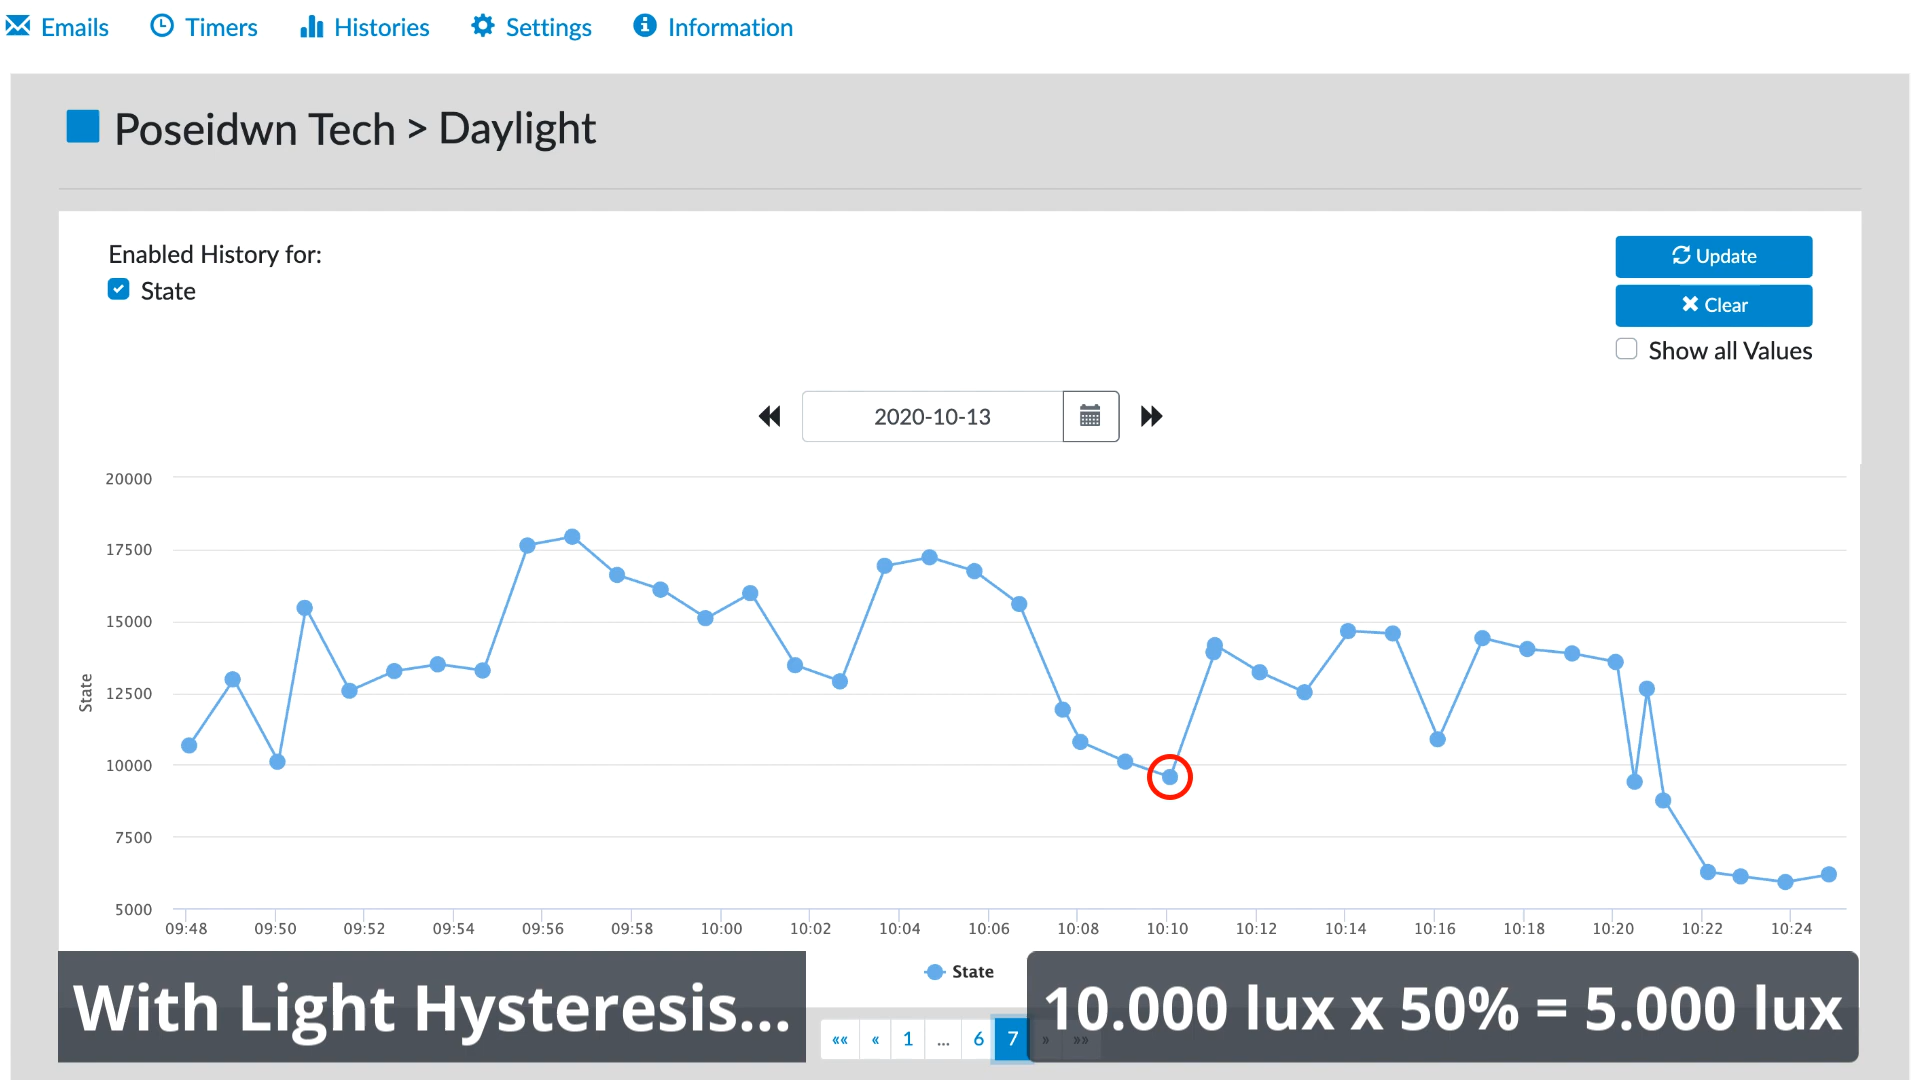 Emails Timers Histories Settings Information
Poseidwn Tech > Daylight
Enabled History for:
State
Update
Clear
Show all Values
2020-10-13
20000
17500
15000
12500
10000
7500
5000
State
09:48 09:50 09:52 09:54 09:56 09:58 10:00 10:02 10:04 10:06 10:08 10:10 10:12 10:14 10:16 10:18 10:20 10:22 10:24
State
With Light Hysteresis...
10.000 lux x 50% = 5.000 lux
«« « 1 ... 6 7 » »»